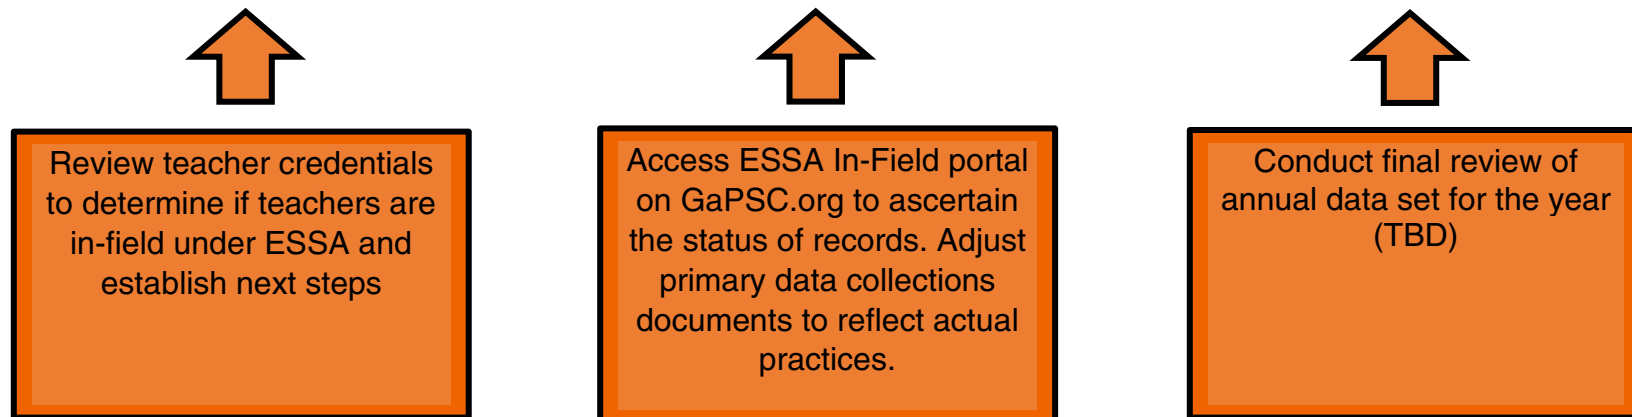 Review teacher credentials
to determine if teachers are
in-field under ESSA and
establish next steps
Access ESSA In-Field portal
on GaPSC.org to ascertain
the status of records. Adjust
primary data collections
documents to reflect actual
practices.
Conduct final review of
annual data set for the year
(TBD)